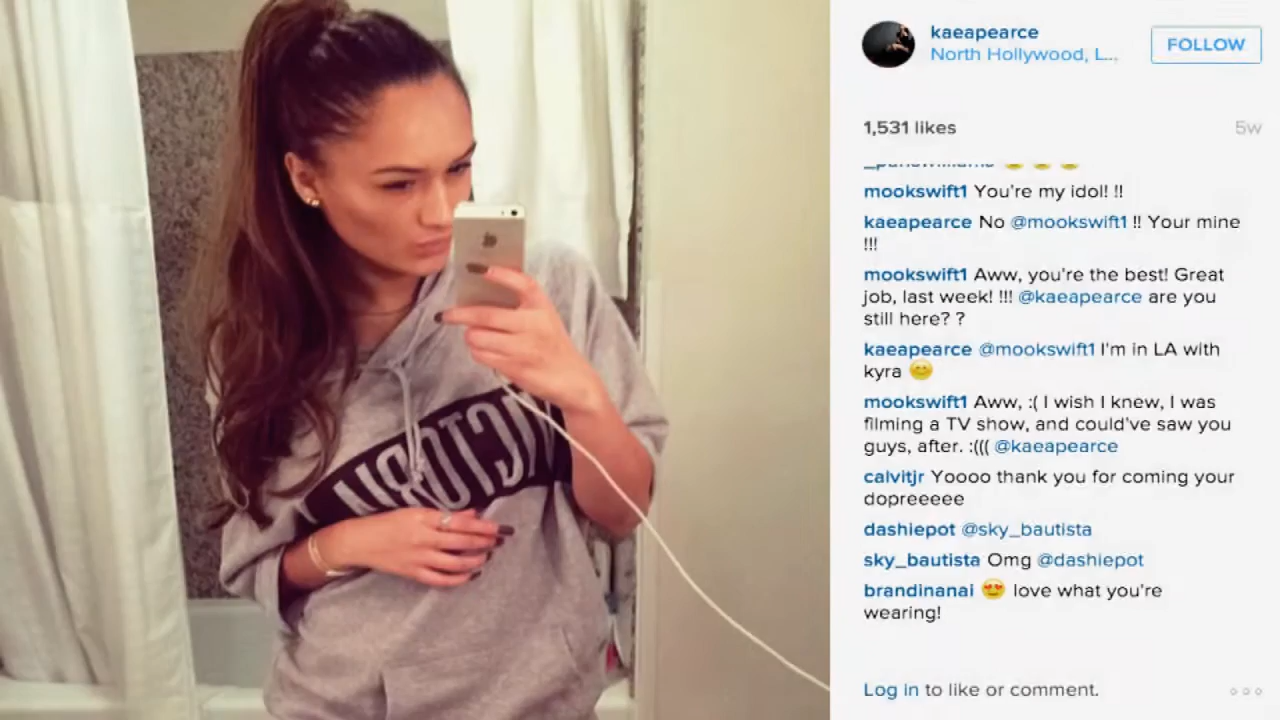 kaeapearce
North Hollywood, L...
FOLLOW
1,531 likes
5w
mookswift1 You're my idol! !!
kaeapearce No @mookswift1 !! Your mine
!!!
mookswift1 Aww, you're the best! Great
job, last week! !!! @kaeapearce are you
still here? ?
kaeapearce @mookswift1 I'm in LA with
kyra 😊
mookswift1 Aww, :( I wish I knew, I was
filming a TV show, and could've saw you
guys, after. :((( @kaeapearce
calvitjr Yoooo thank you for coming your
dopreeeee
dashiepot @sky_bautista
sky_bautista Omg @dashiepot
brandinanai 😍 love what you're
wearing!
Log in to like or comment.